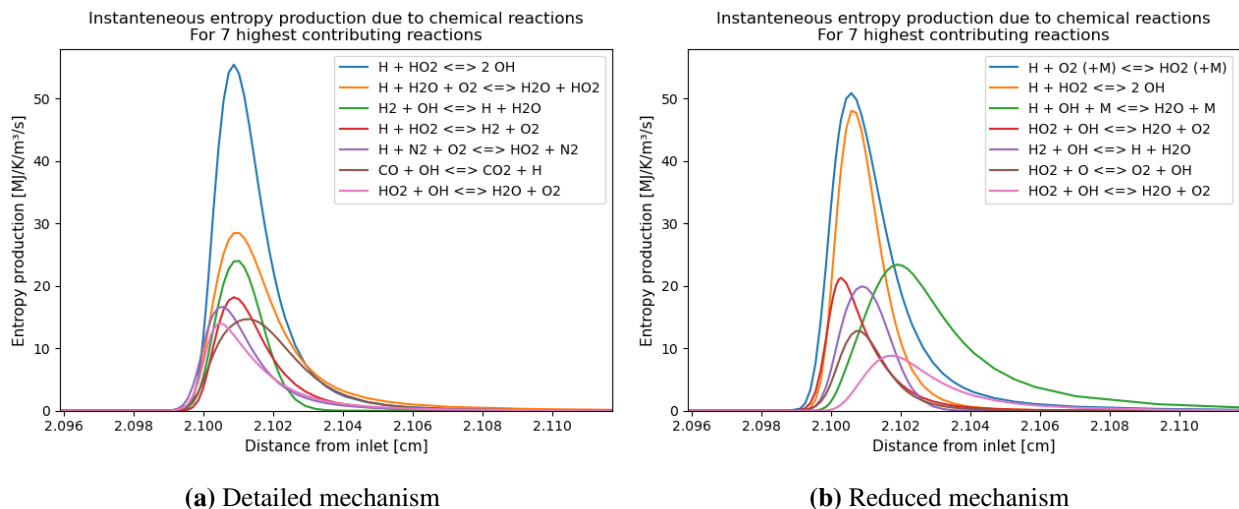 Instanteneous entropy production due to chemical reactions
For 7 highest contributing reactions
Entropy production [MJ/K/m³/s]
50
40
30
20
10
0
H + HO2 <=> 2 OH
H + H2O + O2 <=> H2O + HO2
H2 + OH <=> H + H2O
H + HO2 <=> H2 + O2
H + N2 + O2 <=> HO2 + N2
CO + OH <=> CO2 + H
HO2 + OH <=> H2O + O2
2.096 2.098 2.100 2.102 2.104 2.106 2.108 2.110
Distance from inlet [cm]
(a) Detailed mechanism
Instanteneous entropy production due to chemical reactions
For 7 highest contributing reactions
Entropy production [MJ/K/m³/s]
50
40
30
20
10
0
H + O2 (+M) <=> HO2 (+M)
H + HO2 <=> 2 OH
H + OH + M <=> H2O + M
HO2 + OH <=> H2O + O2
H2 + OH <=> H + H2O
HO2 + O <=> O2 + OH
HO2 + OH <=> H2O + O2
2.096 2.098 2.100 2.102 2.104 2.106 2.108 2.110
Distance from inlet [cm]
(b) Reduced mechanism